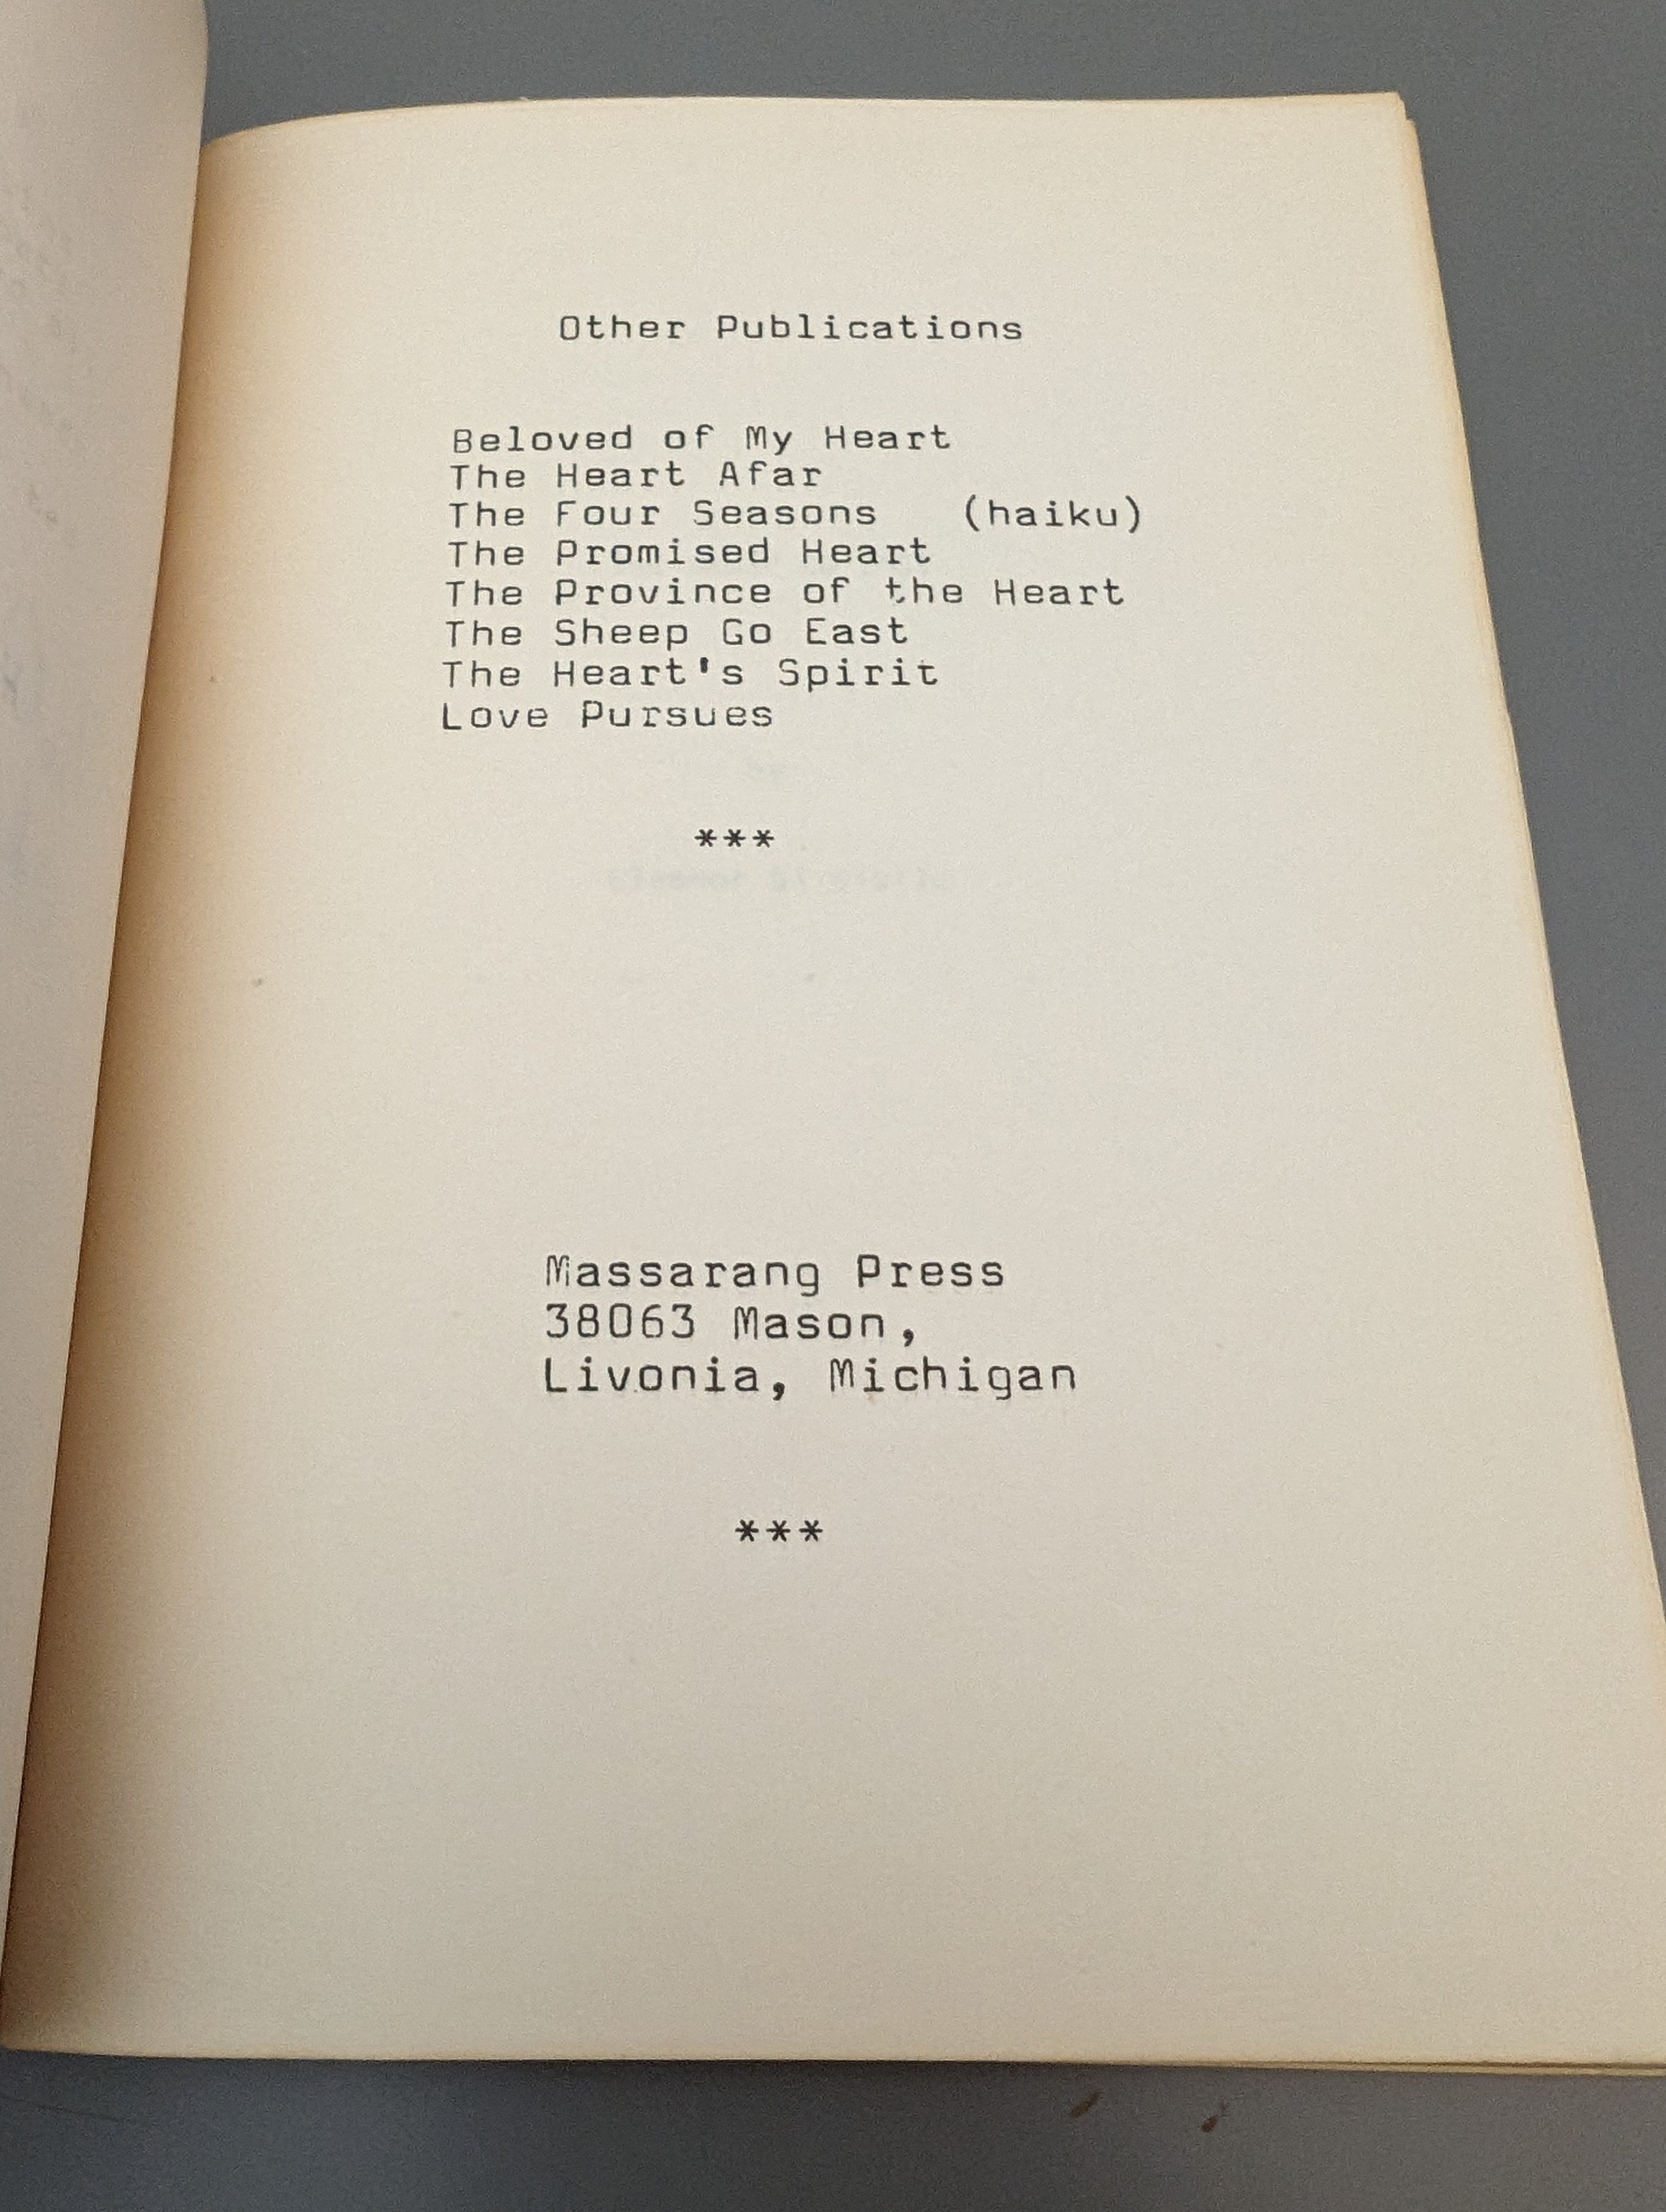 Other Publications
Beloved of My Heart
The Heart Afar
The Four Seasons (haiku)
The Promised Heart
The Province of the Heart
The Sheep Go East
The Heart's Spirit
Love Pursues
***
Massarang Press
38063 Mason,
Livonia, Michigan
***